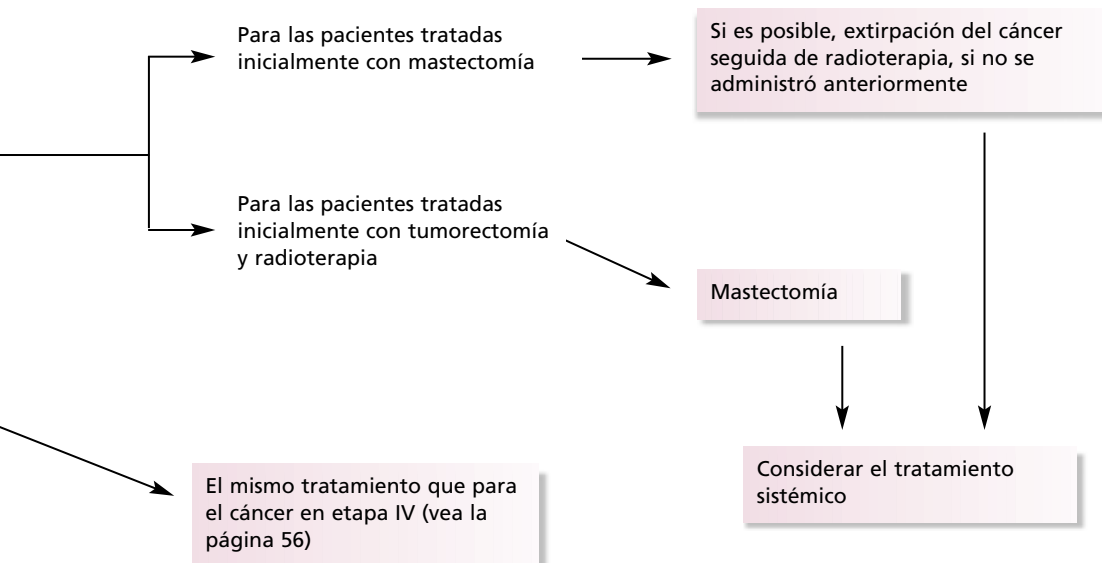 Para las pacientes tratadas
inicialmente con mastectomía
Si es posible, extirpación del cáncer
seguida de radioterapia, si no se
administró anteriormente
Para las pacientes tratadas
inicialmente con tumorectomía
y radioterapia
Mastectomía
Considerar el tratamiento
sistémico
El mismo tratamiento que para
el cáncer en etapa IV (vea la
página 56)